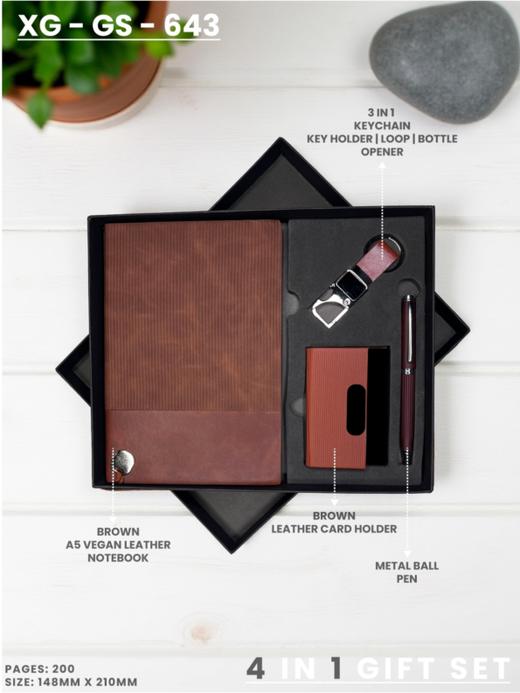 XG - GS - 643
3 IN 1
KEYCHAIN
KEY HOLDER | LOOP | BOTTLE
OPENER
BROWN
LEATHER CARD HOLDER
BROWN
A5 VEGAN LEATHER
NOTEBOOK
METAL BALL
PEN
PAGES: 200
SIZE: 148MM X 210MM
4 IN 1 GIFT SET